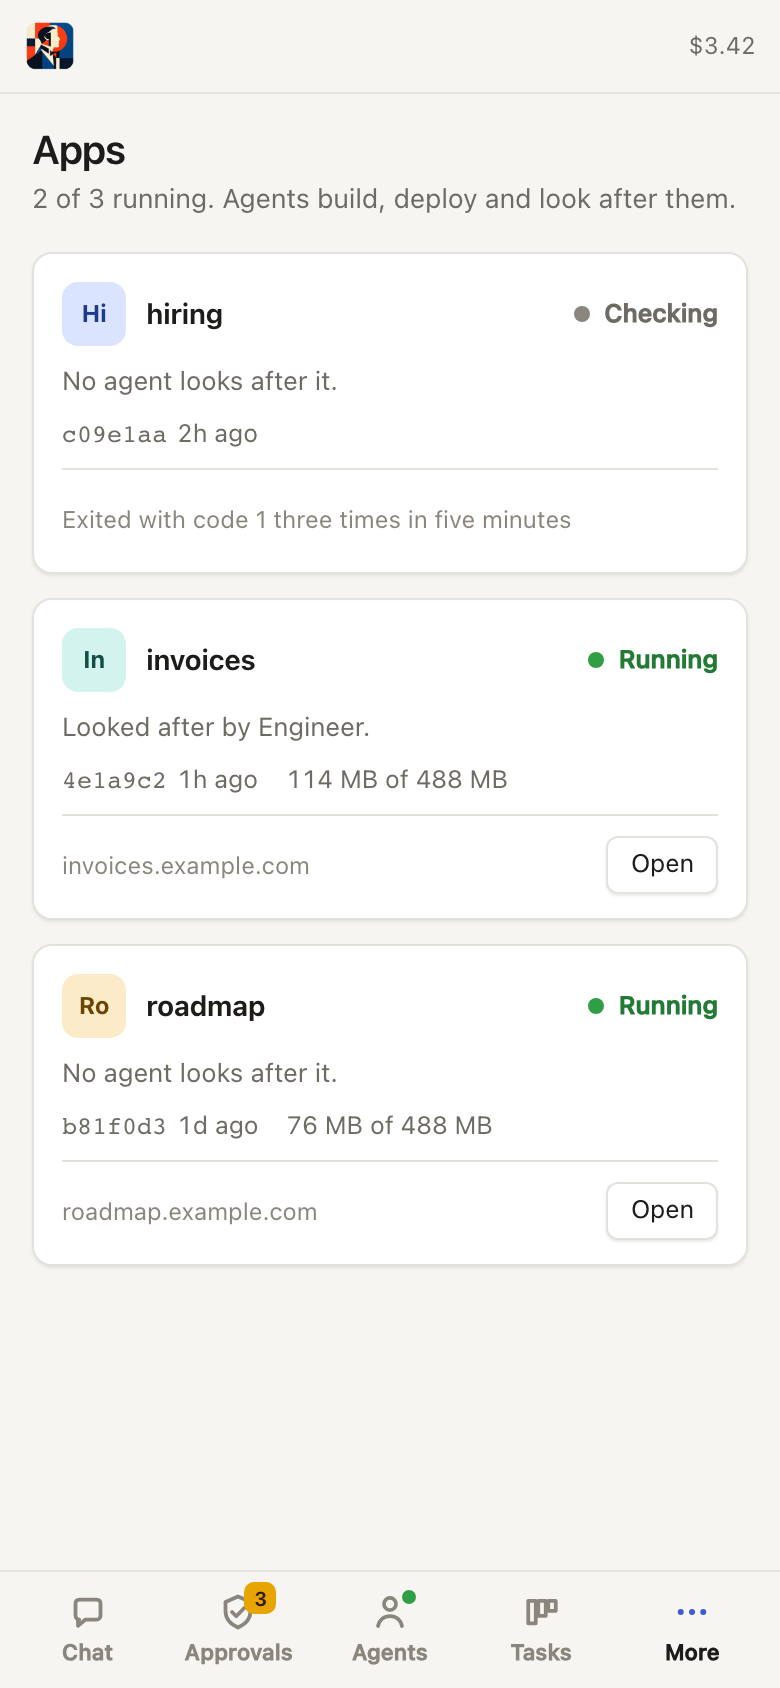 $3.42
Apps
2 of 3 running. Agents build, deploy and look after them.
Hi hiring Checking
No agent looks after it.
c09e1aa 2h ago
Exited with code 1 three times in five minutes
In invoices Running
Looked after by Engineer.
4e1a9c2 1h ago 114 MB of 488 MB
invoices.example.com Open
Ro roadmap Running
No agent looks after it.
b81f0d3 1d ago 76 MB of 488 MB
roadmap.example.com Open
3
Chat Approvals Agents Tasks More